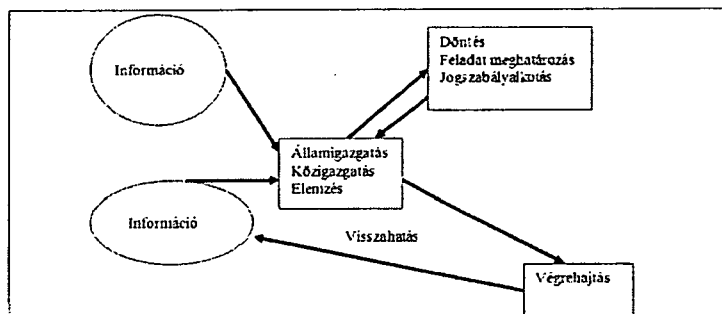 Információ
Döntés
Feladat meghatározás
Jogszabályalkotás
Államigazgatás
Közigazgatás
Elemzés
Információ
Visszahatás
Végrehajtás